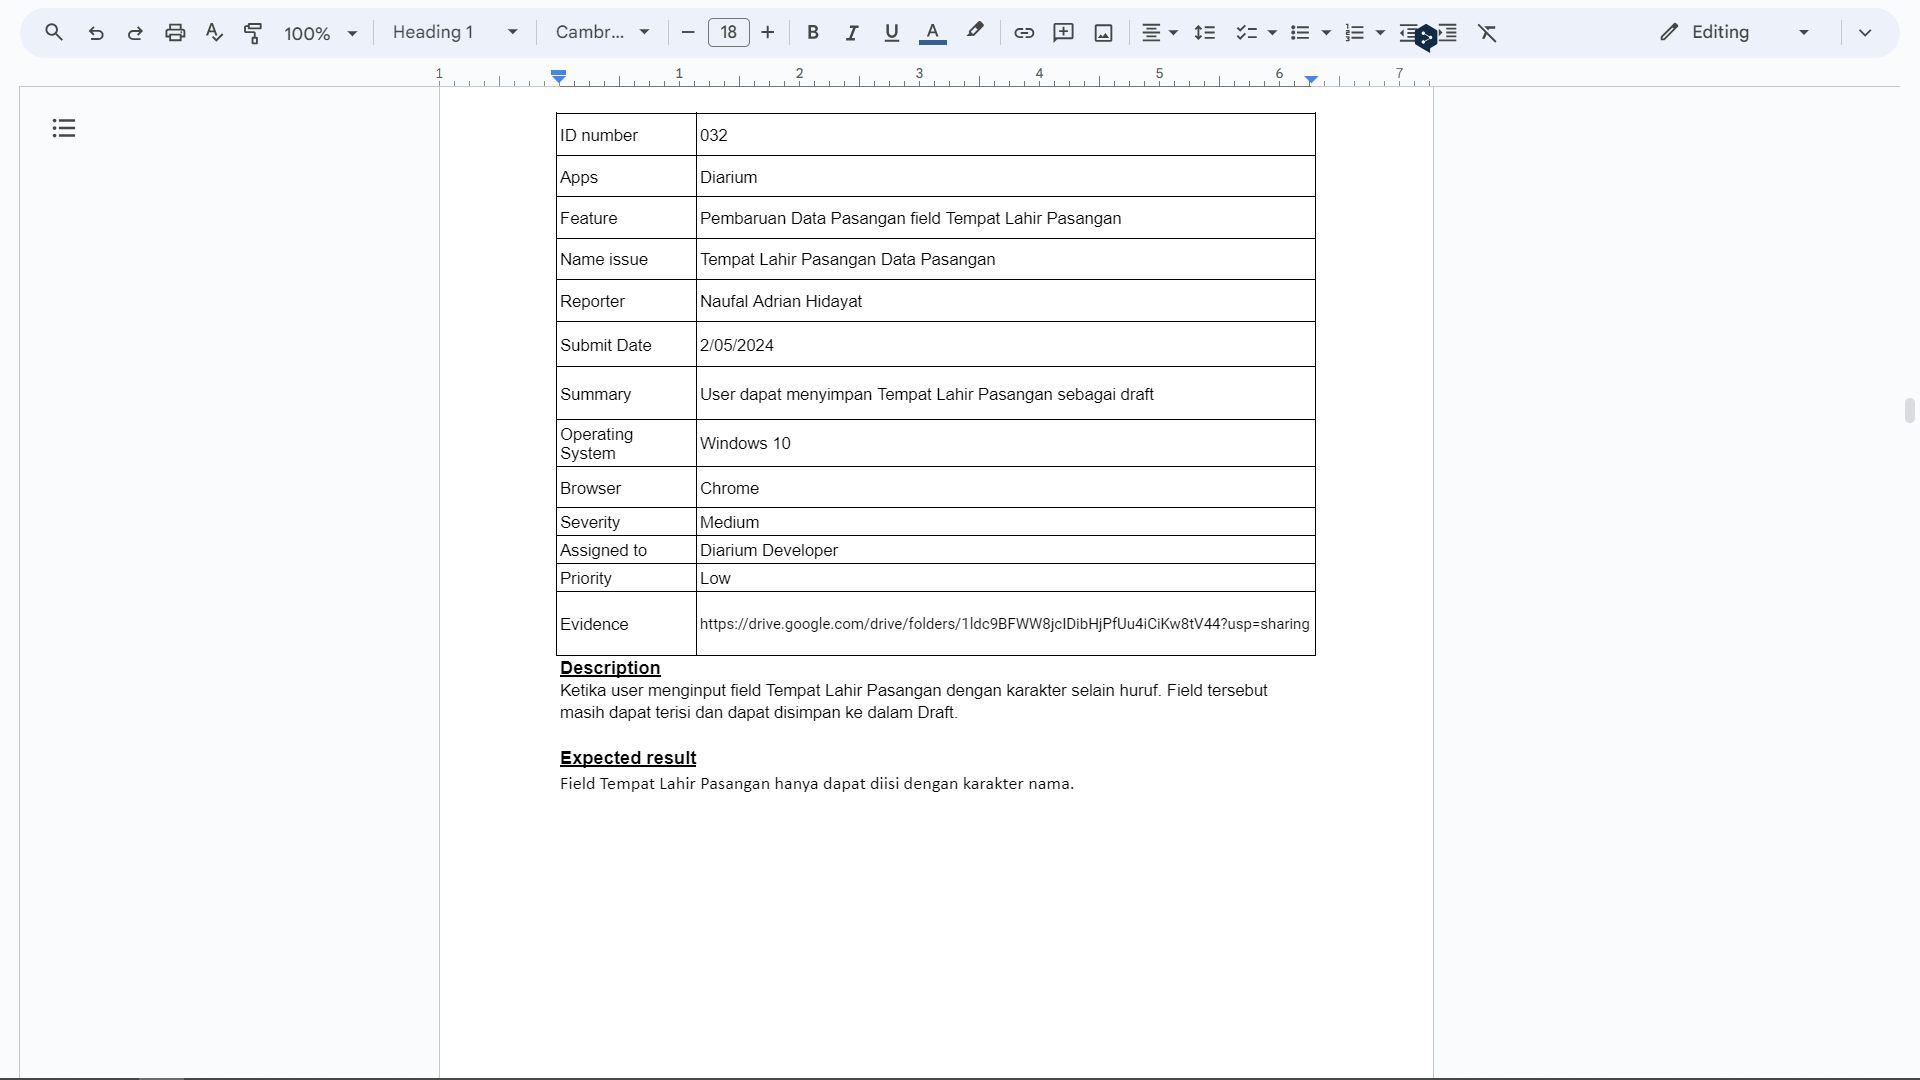 100%
Heading 1
Cambr...
18
B
I
U
A
Editing
1 1 2 3 4 5 6 7
ID number 032
Apps Diarium
Feature Pembaruan Data Pasangan field Tempat Lahir Pasangan
Name issue Tempat Lahir Pasangan Data Pasangan
Reporter Naufal Adrian Hidayat
Submit Date 2/05/2024
Summary User dapat menyimpan Tempat Lahir Pasangan sebagai draft
Operating
System
Windows 10
Browser Chrome
Severity Medium
Assigned to Diarium Developer
Priority Low
Evidence https://drive.google.com/drive/folders/1ldc9BFWW8jcIDibHjPfUu4iCiKw8tV44?usp=sharing
Description
Ketika user menginput field Tempat Lahir Pasangan dengan karakter selain huruf. Field tersebut
masih dapat terisi dan dapat disimpan ke dalam Draft.
Expected result
Field Tempat Lahir Pasangan hanya dapat diisi dengan karakter nama.